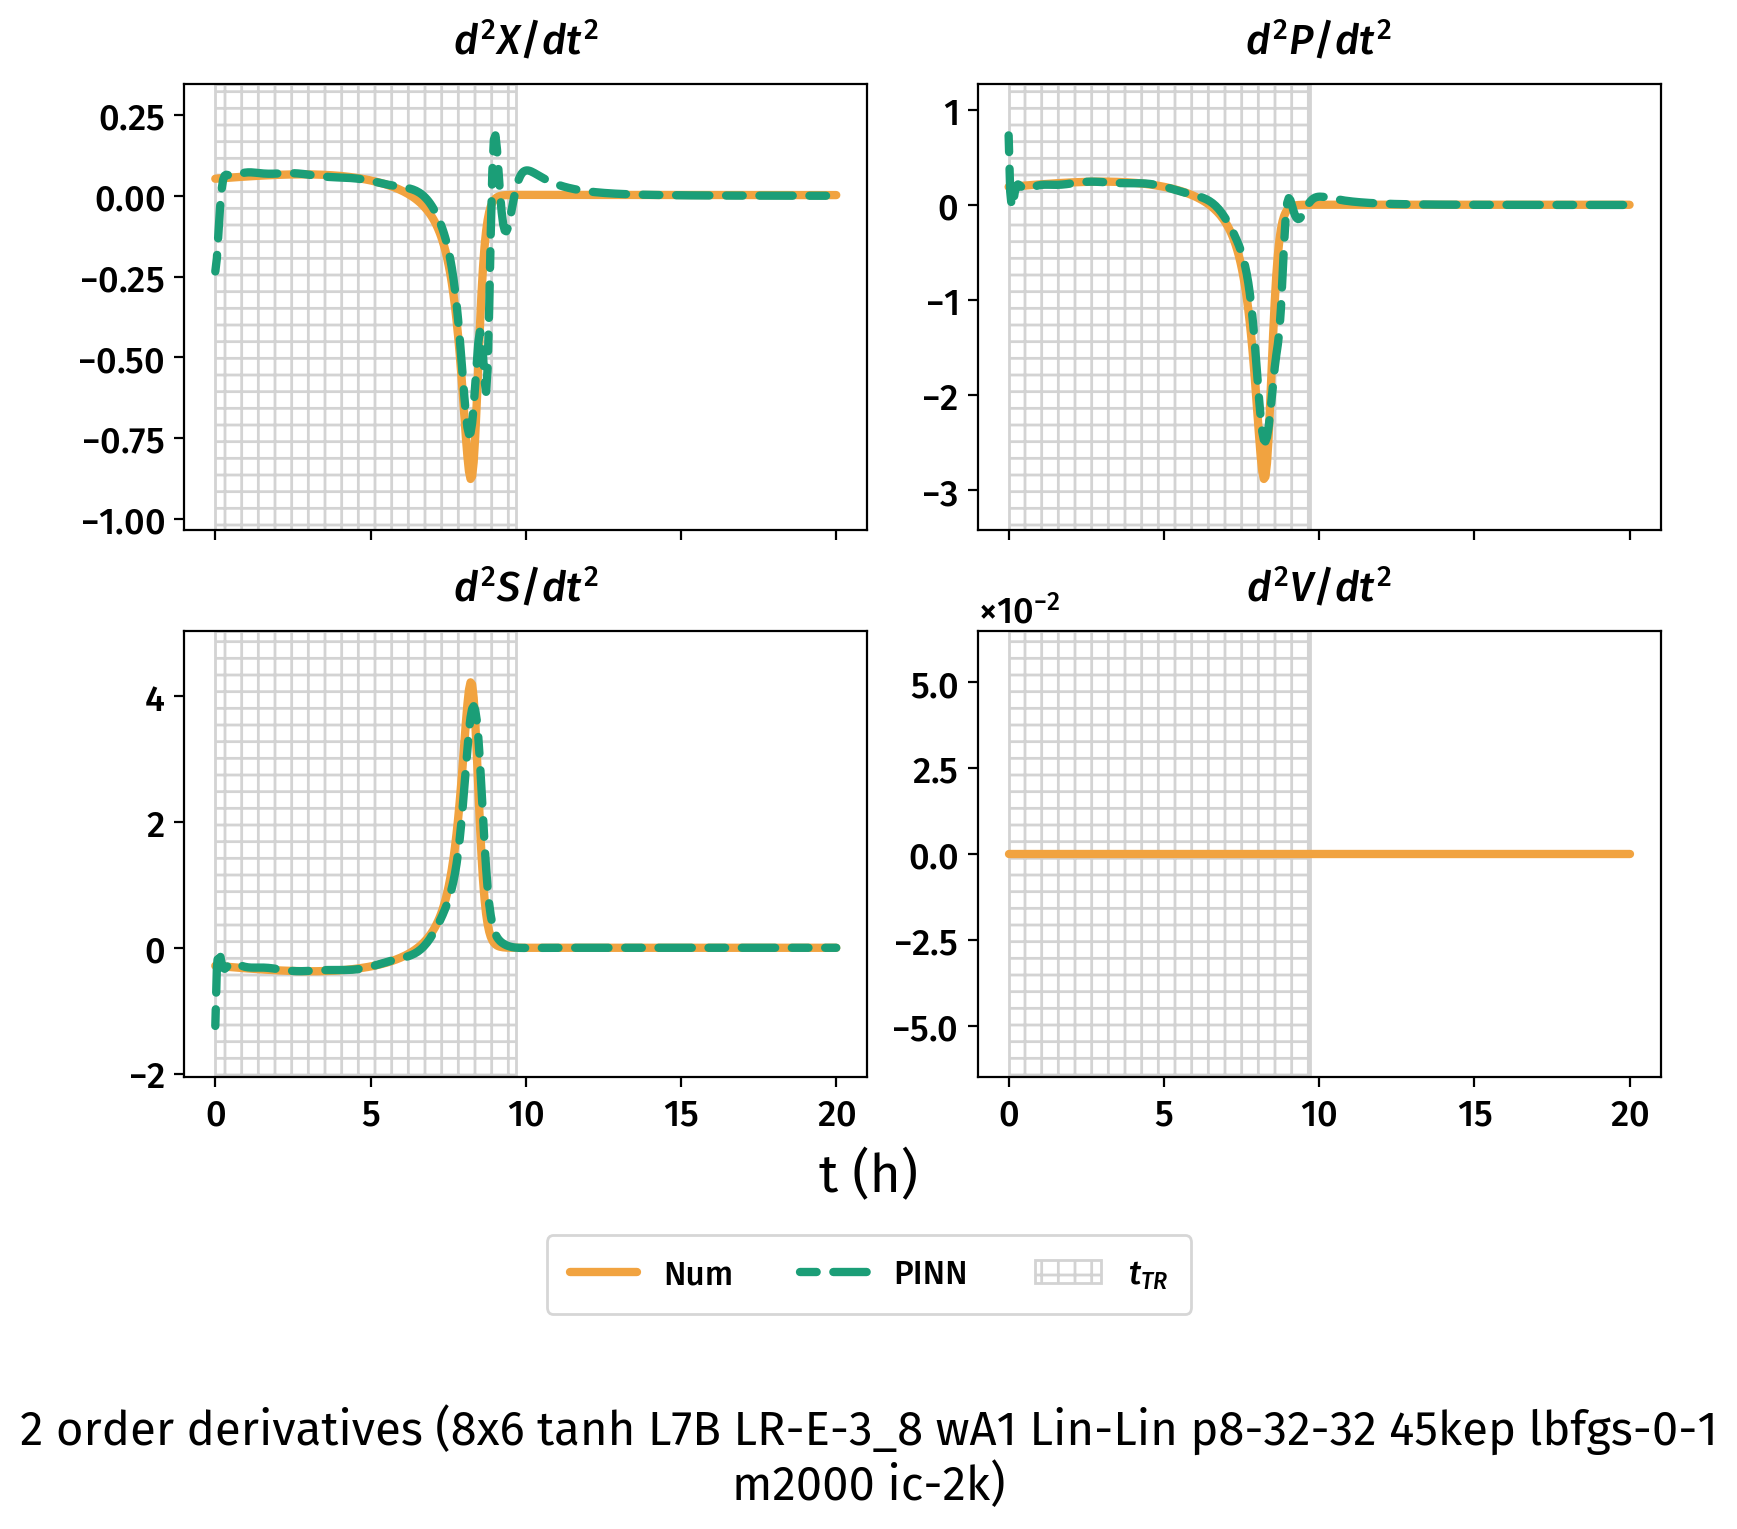 d²X/dt²
0.25
0.00
−0.25
−0.50
−0.75
−1.00
d²P/dt²
1
0
−1
−2
−3
d²S/dt²
4
2
0
−2
0 5 10 15 20
d²V/dt²
×10⁻²
5.0
2.5
0.0
−2.5
−5.0
0 5 10 15 20
t (h)
Num PINN t_TR
2 order derivatives (8x6 tanh L7B LR-E-3_8 wA1 Lin-Lin p8-32-32 45kep lbfgs-0-1
m2000 ic-2k)